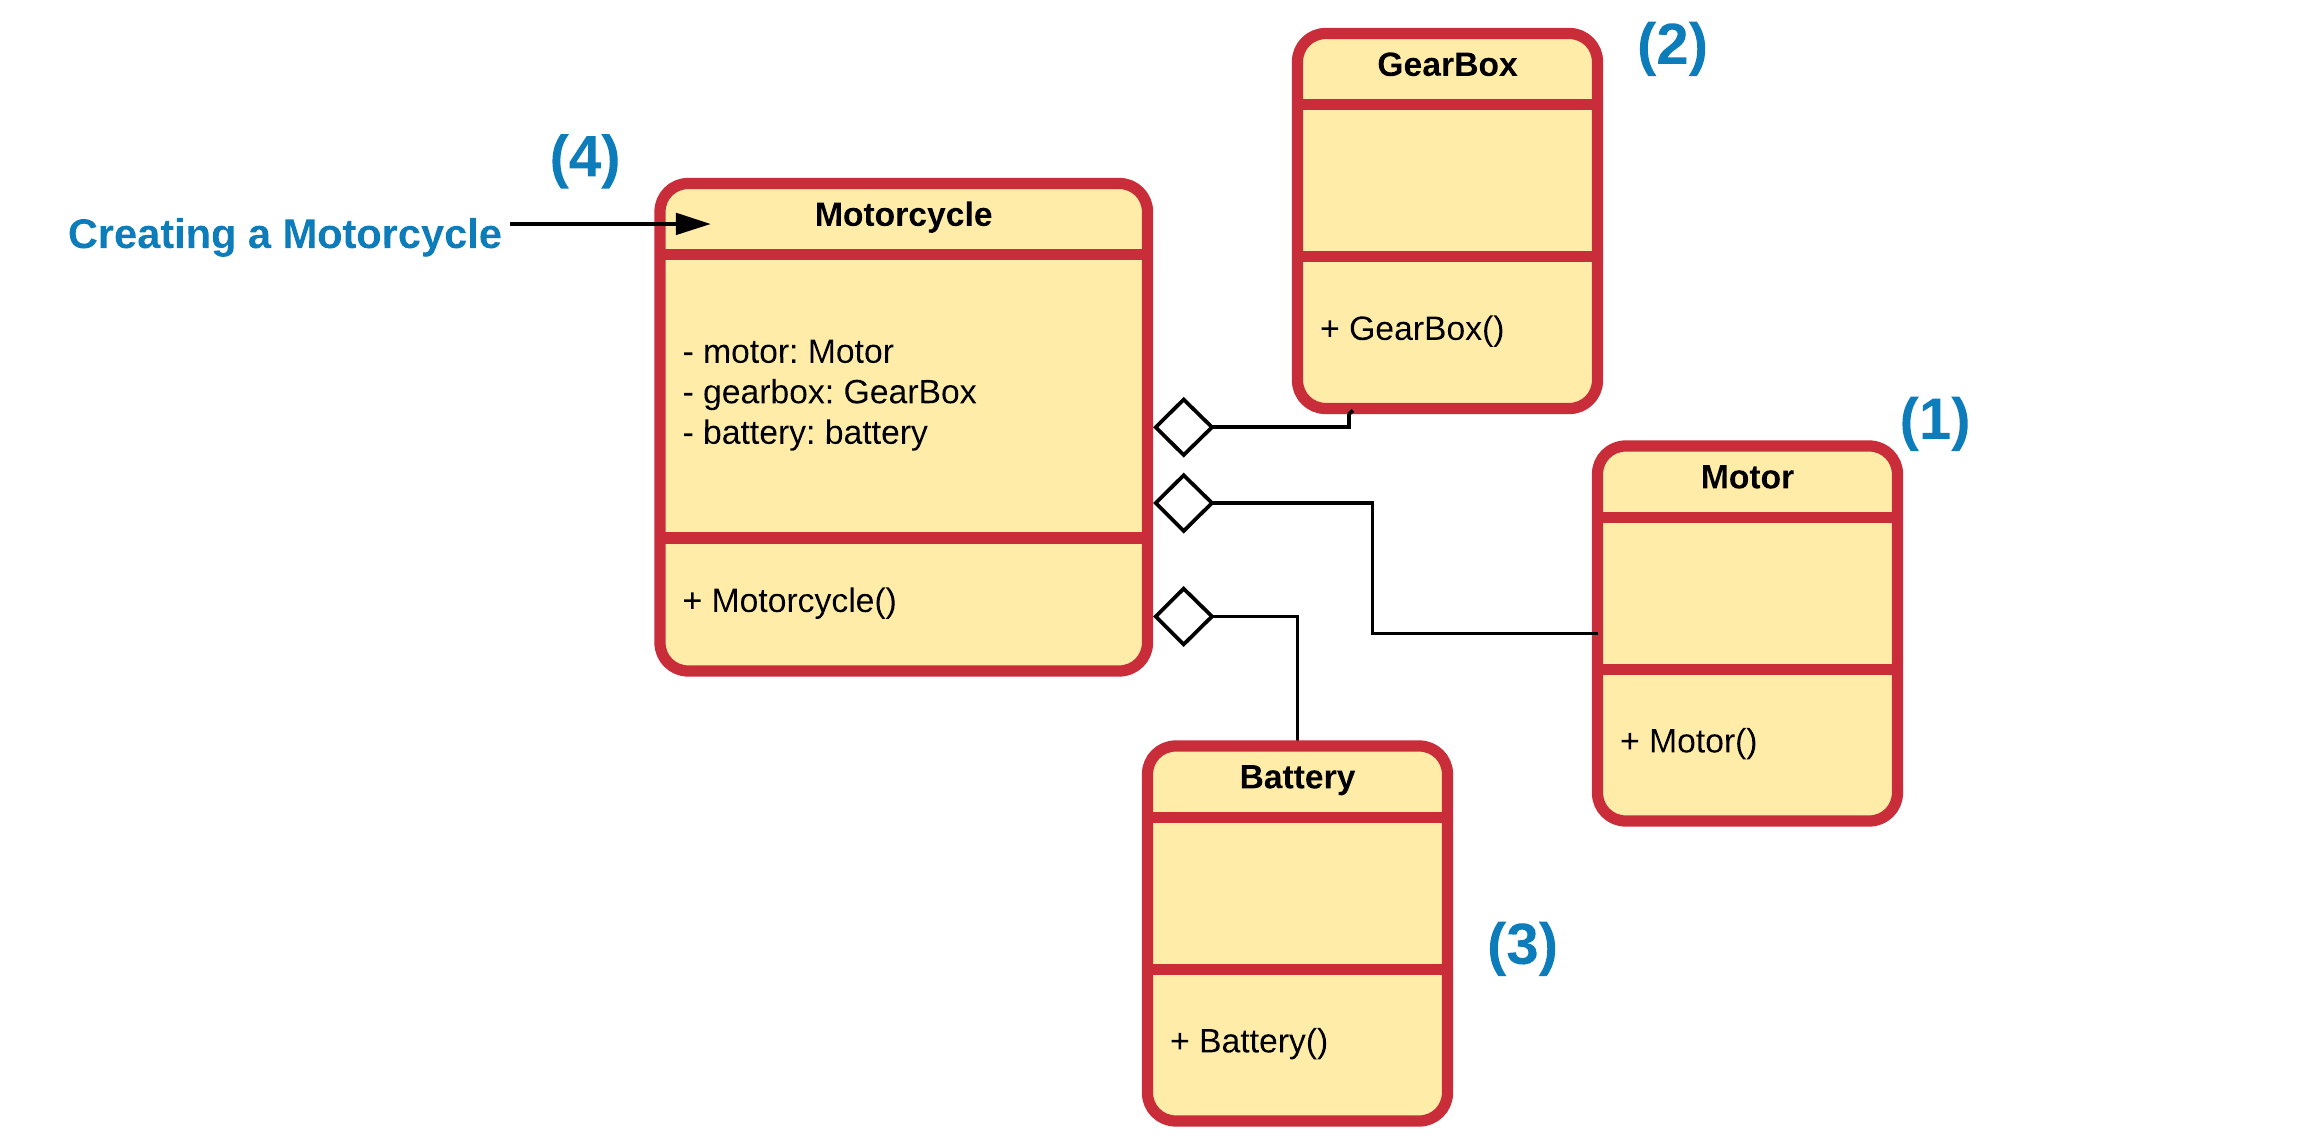 (4)
Creating a Motorcycle
Motorcycle
- motor: Motor
- gearbox: GearBox
- battery: battery
+ Motorcycle()
(2)
GearBox
+ GearBox()
(1)
Motor
+ Motor()
Battery
(3)
+ Battery()